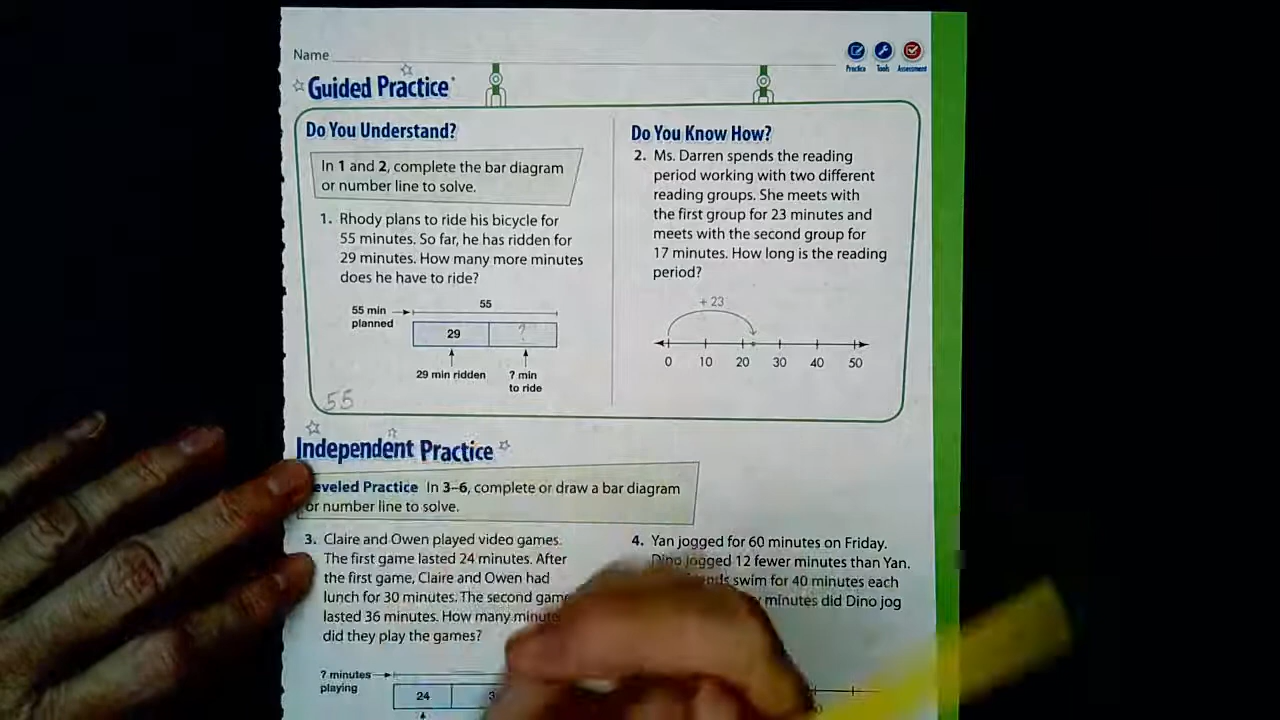 Name
Practice Tools Assessment
Guided Practice
Do You Understand?
In 1 and 2, complete the bar diagram
or number line to solve.
1. Rhody plans to ride his bicycle for
55 minutes. So far, he has ridden for
29 minutes. How many more minutes
does he have to ride?
55
55 min
planned
29 ?
29 min ridden
? min
to ride
55
Do You Know How?
2. Ms. Darren spends the reading
period working with two different
reading groups. She meets with
the first group for 23 minutes and
meets with the second group for
17 minutes. How long is the reading
period?
+ 23
0 10 20 30 40 50
Independent Practice
eveled Practice In 3–6, complete or draw a bar diagram
or number line to solve.
3. Claire and Owen played video games.
The first game lasted 24 minutes. After
the first game, Claire and Owen had
lunch for 30 minutes. The second game
lasted 36 minutes. How many minute
did they play the games?
? minutes
playing
24 3
4. Yan jogged for 60 minutes on Friday.
Dino jogged 12 fewer minutes than Yan.
swim for 40 minutes each
minutes did Dino jog